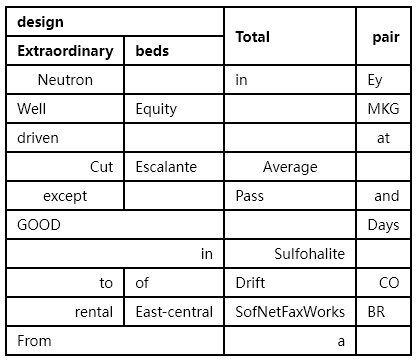 design Total pair
Extraordinary beds
Neutron in Ey
Well Equity MKG
driven at
Cut Escalante Average
except Pass and
GOOD Days
in Sulfohalite
to of Drift CO
rental East-central SofNetFaxWorks BR
From a